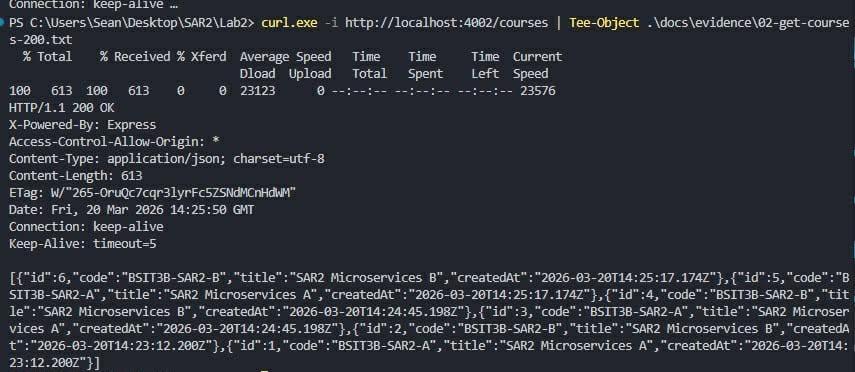 Connection: keep-alive …
PS C:\Users\Sean\Desktop\SAR2\Lab2> curl.exe -i http://localhost:4002/courses | Tee-Object .\docs\evidence\02-get-course
s-200.txt
  % Total    % Received % Xferd  Average Speed   Time    Time     Time  Current
                                 Dload  Upload   Total   Spent    Left  Speed
100   613  100   613    0     0  23123      0 --:--:-- --:--:-- --:--:-- 23576
HTTP/1.1 200 OK
X-Powered-By: Express
Access-Control-Allow-Origin: *
Content-Type: application/json; charset=utf-8
Content-Length: 613
ETag: W/"265-OruQc7cqr3lyrFc5ZSNdMCnHdWM"
Date: Fri, 20 Mar 2026 14:25:50 GMT
Connection: keep-alive
Keep-Alive: timeout=5

[{"id":6,"code":"BSIT3B-SAR2-B","title":"SAR2 Microservices B","createdAt":"2026-03-20T14:25:17.174Z"},{"id":5,"code":"B
SIT3B-SAR2-A","title":"SAR2 Microservices A","createdAt":"2026-03-20T14:25:17.174Z"},{"id":4,"code":"BSIT3B-SAR2-B","tit
le":"SAR2 Microservices B","createdAt":"2026-03-20T14:24:45.198Z"},{"id":3,"code":"BSIT3B-SAR2-A","title":"SAR2 Microser
vices A","createdAt":"2026-03-20T14:24:45.198Z"},{"id":2,"code":"BSIT3B-SAR2-B","title":"SAR2 Microservices B","createdA
t":"2026-03-20T14:23:12.200Z"},{"id":1,"code":"BSIT3B-SAR2-A","title":"SAR2 Microservices A","createdAt":"2026-03-20T14:
23:12.200Z"}]